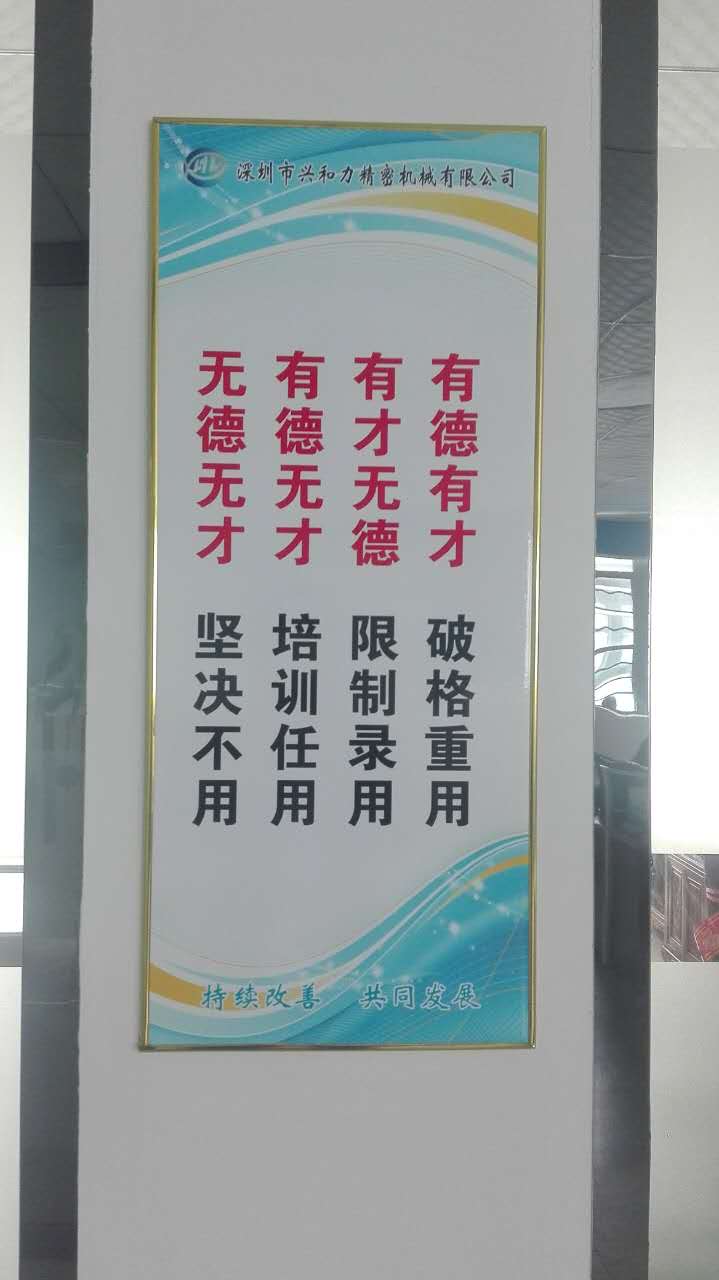 深圳市兴和力精密机械有限公司
有德有才 破格重用
有才无德 限制录用
有德无才 培训任用
无德无才 坚决不用
持续改善 共同发展